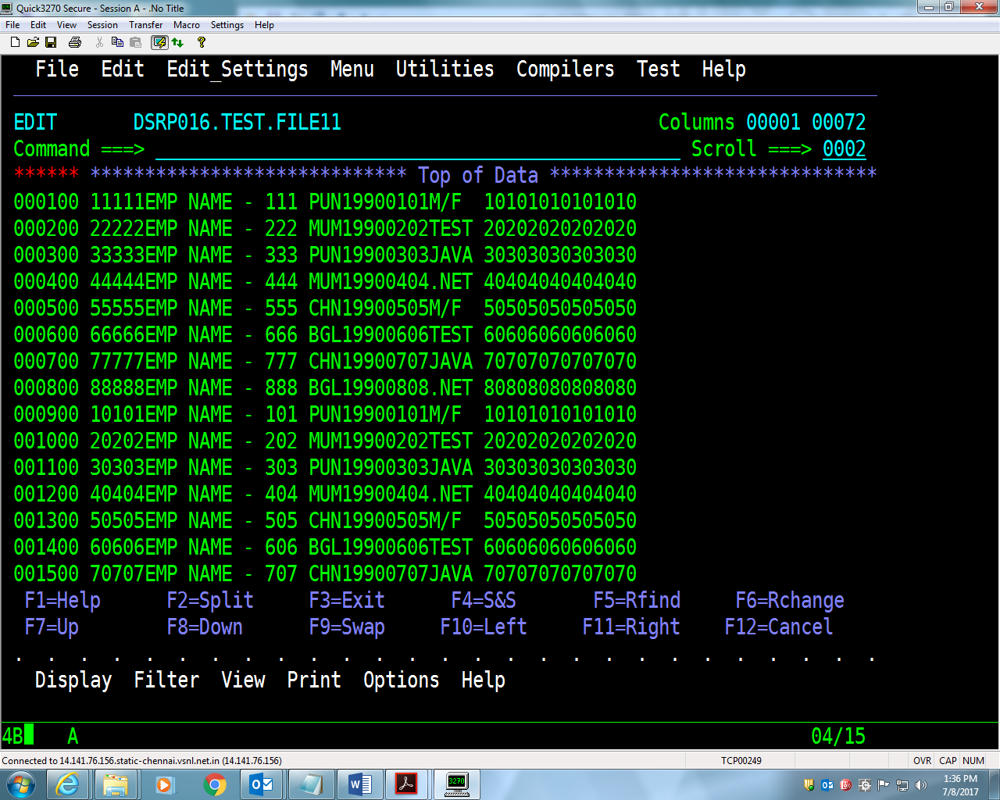 Quick3270 Secure - Session A - .No Title
File Edit View Session Transfer Macro Settings Help
File Edit Edit_Settings Menu Utilities Compilers Test Help
EDIT DSRP016.TEST.FILE11 Columns 00001 00072
Command ===> Scroll ===> 0002
****** ***************************** Top of Data ******************************
000100 11111EMP NAME - 111 PUN19900101M/F 10101010101010
000200 22222EMP NAME - 222 MUM19900202TEST 20202020202020
000300 33333EMP NAME - 333 PUN19900303JAVA 30303030303030
000400 44444EMP NAME - 444 MUM19900404.NET 40404040404040
000500 55555EMP NAME - 555 CHN19900505M/F 50505050505050
000600 66666EMP NAME - 666 BGL19900606TEST 60606060606060
000700 77777EMP NAME - 777 CHN19900707JAVA 70707070707070
000800 88888EMP NAME - 888 BGL19900808.NET 80808080808080
000900 10101EMP NAME - 101 PUN19900101M/F 10101010101010
001000 20202EMP NAME - 202 MUM19900202TEST 20202020202020
001100 30303EMP NAME - 303 PUN19900303JAVA 30303030303030
001200 40404EMP NAME - 404 MUM19900404.NET 40404040404040
001300 50505EMP NAME - 505 CHN19900505M/F 50505050505050
001400 60606EMP NAME - 606 BGL19900606TEST 60606060606060
001500 70707EMP NAME - 707 CHN19900707JAVA 70707070707070
F1=Help F2=Split F3=Exit F4=S&S F5=Rfind F6=Rchange
F7=Up F8=Down F9=Swap F10=Left F11=Right F12=Cancel
. . . . . . . . . . . . . . . . . . . . . . . . . . .
Display Filter View Print Options Help
4B A 04/15
Connected to 14.141.76.156.static-chennai.vsnl.net.in (14.141.76.156) TCP00249 OVR CAP NUM
3270
1:36 PM
7/8/2017